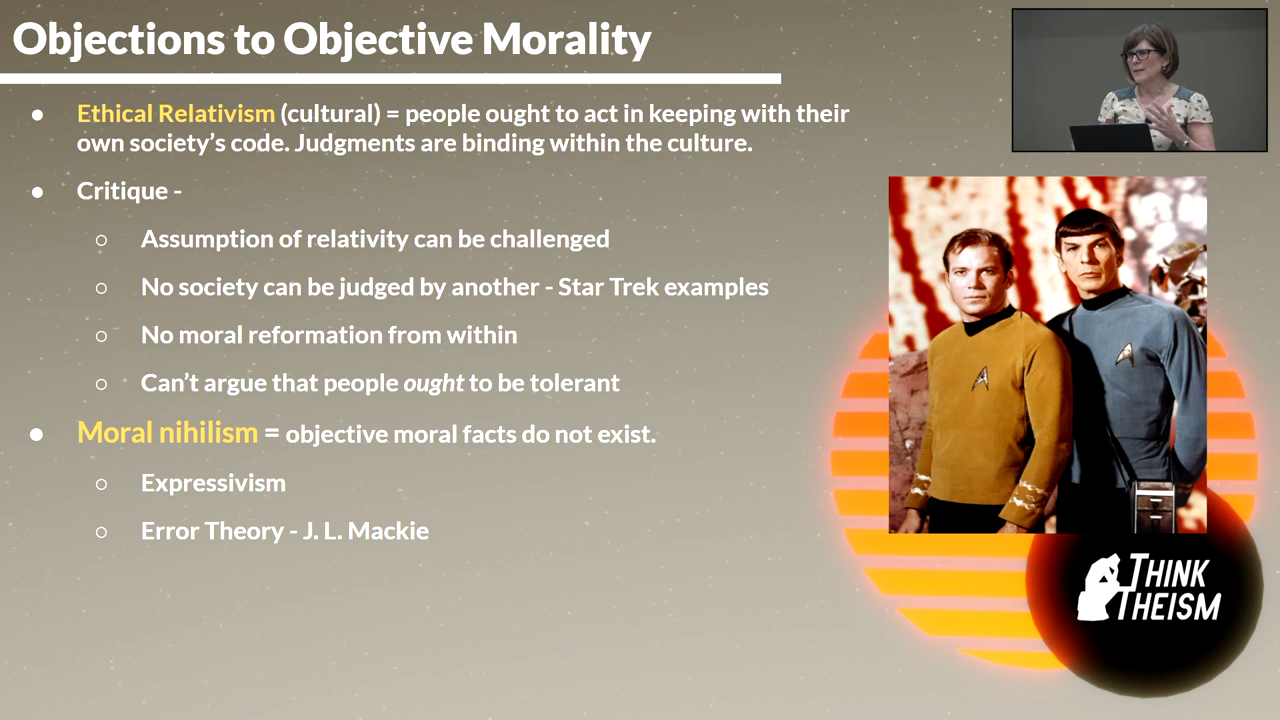 Objections to Objective Morality
● Ethical Relativism (cultural) = people ought to act in keeping with their
own society’s code. Judgments are binding within the culture.
● Critique -
○ Assumption of relativity can be challenged
○ No society can be judged by another - Star Trek examples
○ No moral reformation from within
○ Can’t argue that people ought to be tolerant
● Moral nihilism = objective moral facts do not exist.
○ Expressivism
○ Error Theory - J. L. Mackie
THINK
THEISM